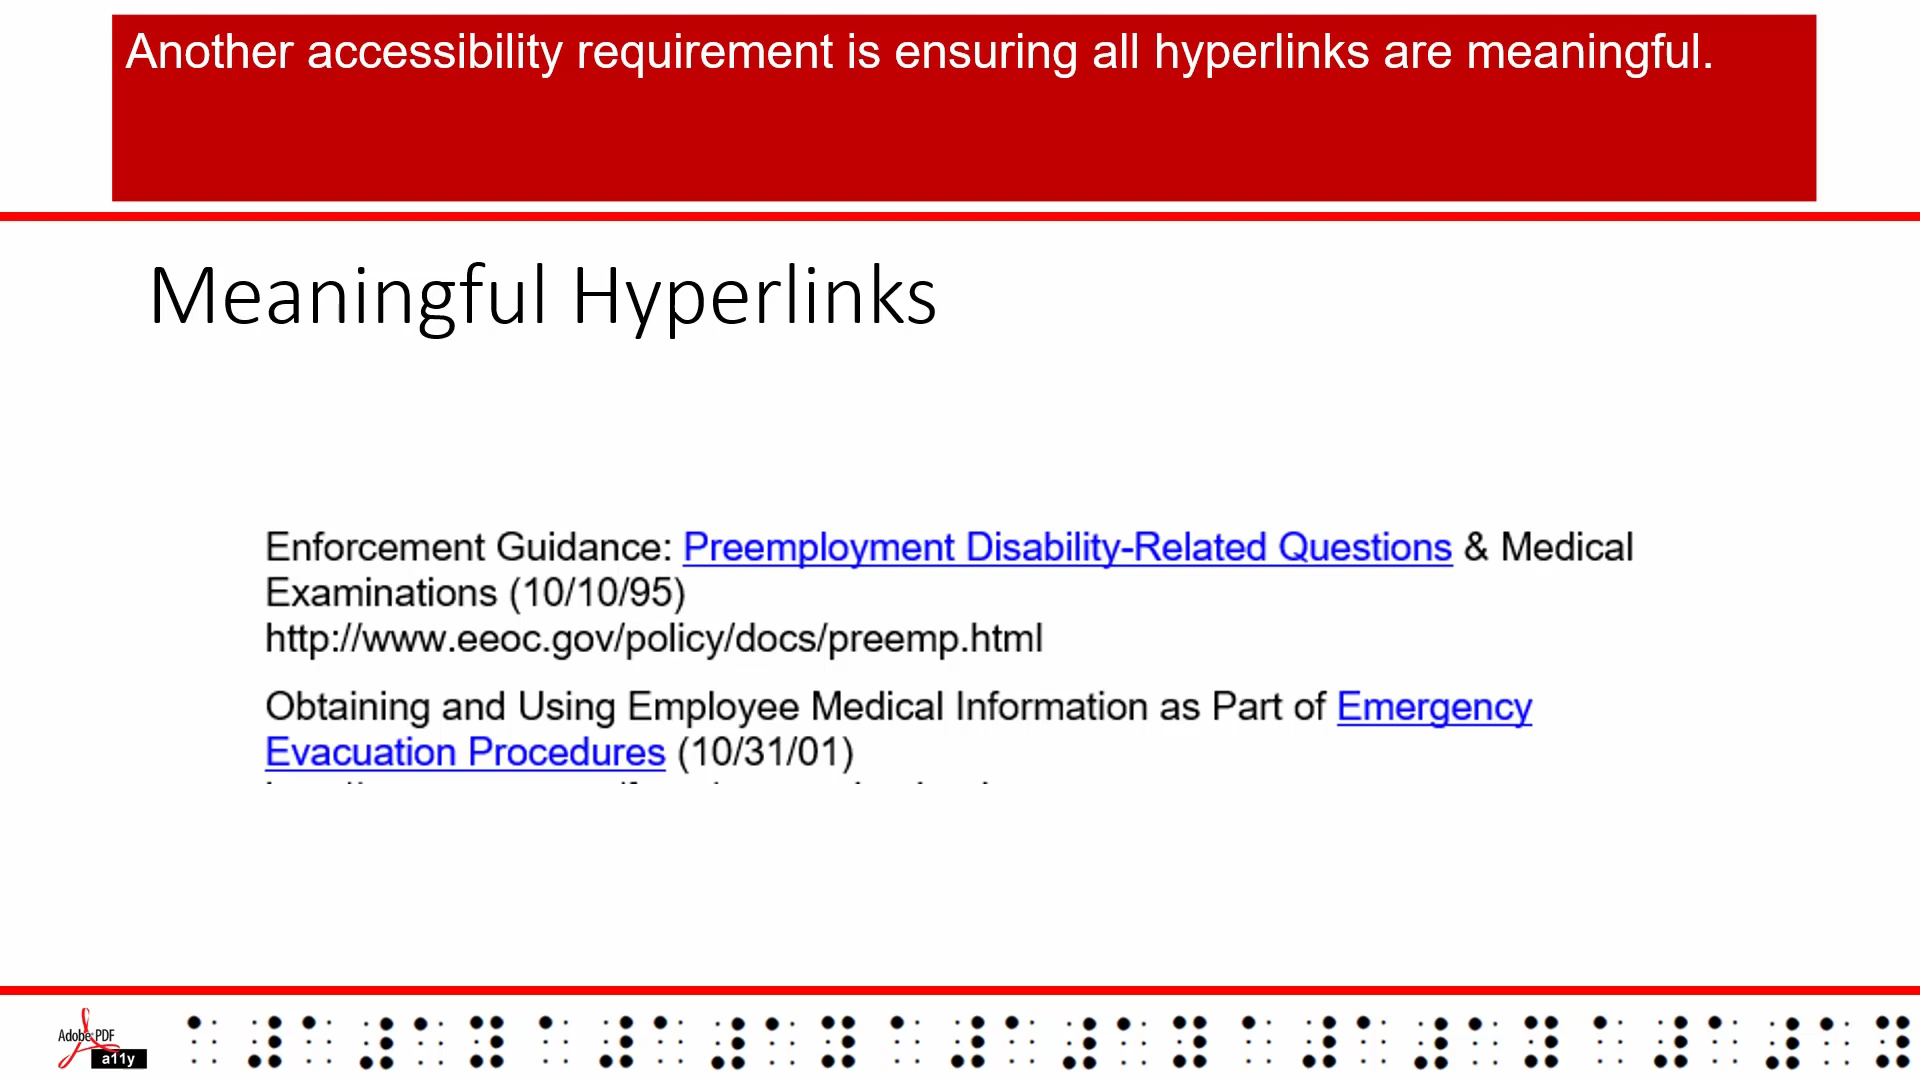 Another accessibility requirement is ensuring all hyperlinks are meaningful.
Meaningful Hyperlinks
Enforcement Guidance: Preemployment Disability-Related Questions & Medical
Examinations (10/10/95)
http://www.eeoc.gov/policy/docs/preemp.html
Obtaining and Using Employee Medical Information as Part of Emergency
Evacuation Procedures (10/31/01)
Adobe PDF
a11y